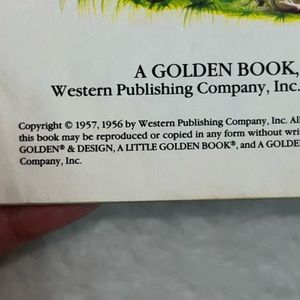 A GOLDEN BOOK,
Western Publishing Company, Inc.
Copyright © 1957, 1956 by Western Publishing Company, Inc. All
this book may be reproduced or copied in any form without wri
GOLDEN® & DESIGN, A LITTLE GOLDEN BOOK®, and A GOLDE
Company, Inc.